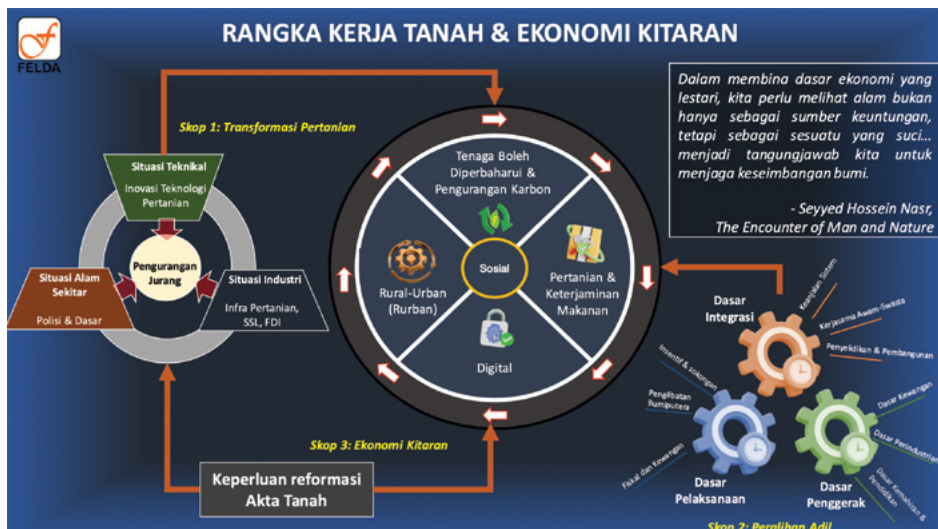 FELDA
RANGKA KERJA TANAH & EKONOMI KITARAN
Dalam membina dasar ekonomi yang
lestari, kita perlu melihat alam bukan
hanya sebagai sumber keuntungan,
tetapi sebagai sesuatu yang suci...
menjadi tangungjawab kita untuk
menjaga keseimbangan bumi.
- Seyyed Hossein Nasr,
The Encounter of Man and Nature
Skop 1: Transformasi Pertanian
Situasi Teknikal
Inovasi Teknologi
Pertanian
Pengurangan
Jurang
Situasi Alam
Sekitar
Polisi & Dasar
Situasi Industri
Infra Pertanian,
SSL, FDI
Tenaga Boleh
Diperbaharui &
Pengurangan Karbon
Sosial
Rural-Urban
(Rurban)
Pertanian &
Keterjaminan
Makanan
Digital
Skop 3: Ekonomi Kitaran
Keperluan reformasi
Akta Tanah
Dasar
Integrasi
Keanjalan Sistem
Kerjasama Awam-Swasta
Penyelidikan & Pembangunan
Insentif & sokongan
Penglibatan
Bumiputera
Fiskal dan Kewangan
Dasar
Pelaksanaan
Dasar Kewangan
Dasar Perindustrian
Dasar Kemahiran &
Pendidikan
Dasar
Penggerak
Skop 2: Peralihan Adil